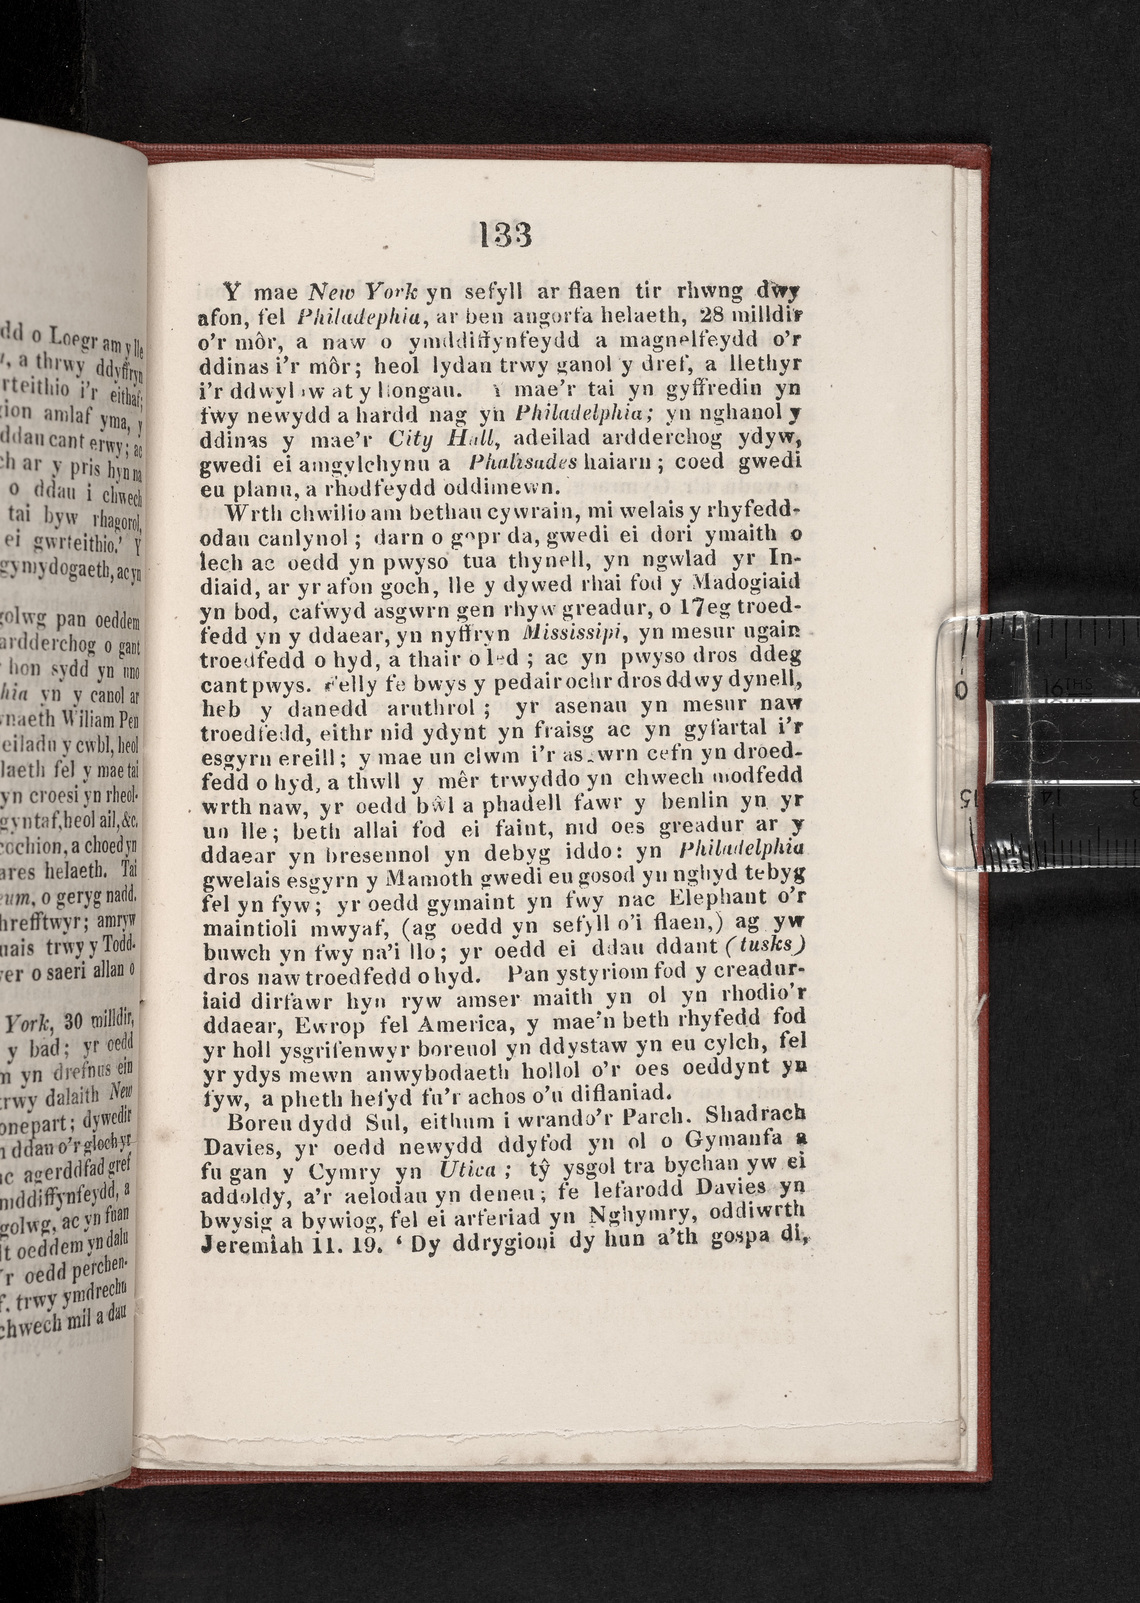 dd o Loegr am y lle
, a thrwy ddyffryn
rteithio i'r eithaf;
ion amlaf yma, y
ddau cant erwy; ac
ch ar y pris hyn na
o ddau i chwech
tai byw rhagorol,
ei gwrteithio.' Y
gymydogaeth, ac yn
golwg pan oeddem
ardderchog o gant
hon sydd yn uno
hia yn y canol ar
naeth Wiliam Pen
eiladu y cwbl, heol
laeth fel y mae tai
yn croesi yn rheol-
gyntaf, heol ail, &c.
cochion, a choed yn
ares helaeth. Tai
um, o geryg nadd.
hrefftwyr; amryw
uais trwy y Todd-
er o saeri allan o
York, 30 milldir,
y bad; yr oedd
n yn drefnus ein
rwy dalaith New
onepart; dywedir
ddau o'r gloch yr
ac agerddfad gref
mddiffynfeydd, a
golwg, ac yn fuan
t oeddem yn dalu
'r oedd perchen-
f, trwy ymdrechu
chwech mil a dau
133
Y mae New York yn sefyll ar flaen tir rhwng dwy
afon, fel Philadephia, ar ben angorfa helaeth, 28 milldir
o'r môr, a naw o ymddiffynfeydd a magnelfeydd o'r
ddinas i'r môr; heol lydan trwy ganol y dref, a llethyr
i'r ddwyl w at y llongau. Y mae'r tai yn gyffredin yn
fwy newydd a hardd nag yn Philadelphia; yn nghanol y
ddinas y mae'r City Hall, adeilad ardderchog ydyw,
gwedi ei amgylchynu a Phalisades haiarn; coed gwedi
eu planu, a rhodfeydd oddimewn.
Wrth chwilio am bethau cywrain, mi welais y rhyfedd-
odau canlynol; darn o gopr da, gwedi ei dori ymaith o
lech ac oedd yn pwyso tua thynell, yn ngwlad yr In-
diaid, ar yr afon goch, lle y dywed rhai fod y Madogiaid
yn bod, cafwyd asgwrn gen rhyw greadur, o 17eg troed-
fedd yn y ddaear, yn nyffryn Mississipi, yn mesur ugain
troedfedd o hyd, a thair o led; ac yn pwyso dros ddeg
cant pwys. Felly fe bwys y pedair ochr dros ddwy dynell,
heb y danedd aruthrol; yr asenau yn mesur naw
troedfedd, eithr nid ydynt yn fraisg ac yn gyfartal i'r
esgyrn ereill; y mae un clwm i'r asgwrn cefn yn droed-
fedd o hyd, a thwll y mêr trwyddo yn chwech modfedd
wrth naw, yr oedd bŵl a phadell fawr y benlin yn yr
un lle; beth allai fod ei faint, nid oes greadur ar y
ddaear yn bresennol yn debyg iddo: yn Philadelphia
gwelais esgyrn y Mamoth gwedi eu gosod yn nghyd tebyg
fel yn fyw; yr oedd gymaint yn fwy nac Elephant o'r
maintioli mwyaf, (ag oedd yn sefyll o'i flaen,) ag yw
buwch yn fwy na'i llo; yr oedd ei ddau ddant (tusks)
dros naw troedfedd o hyd. Pan ystyriom fod y creadur-
iaid dirfawr hyn ryw amser maith yn ol yn rhodio'r
ddaear, Ewrop fel America, y mae'n beth rhyfedd fod
yr holl ysgrifenwyr boreuol yn ddystaw yn eu cylch, fel
yr ydys mewn anwybodaeth hollol o'r oes oeddynt yn
fyw, a pheth hefyd fu'r achos o'u diflaniad.
Boreu dydd Sul, eithum i wrando'r Parch. Shadrach
Davies, yr oedd newydd ddyfod yn ol o Gymanfa a
fu gan y Cymry yn Utica; tŷ ysgol tra bychan yw ei
addoldy, a'r aelodau yn deneu; fe lefarodd Davies yn
bwysig a bywiog, fel ei arferiad yn Nghymry, oddiwrth
Jeremiah 11. 19. ‘Dy ddrygioni dy hun a'th gospa di,
0
16THS
15
14